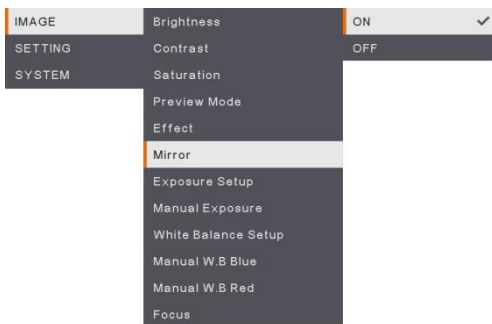 IMAGE
SETTING
SYSTEM
Brightness
Contrast
Saturation
Preview Mode
Effect
Mirror
Exposure Setup
Manual Exposure
White Balance Setup
Manual W.B Blue
Manual W.B Red
Focus
ON
OFF